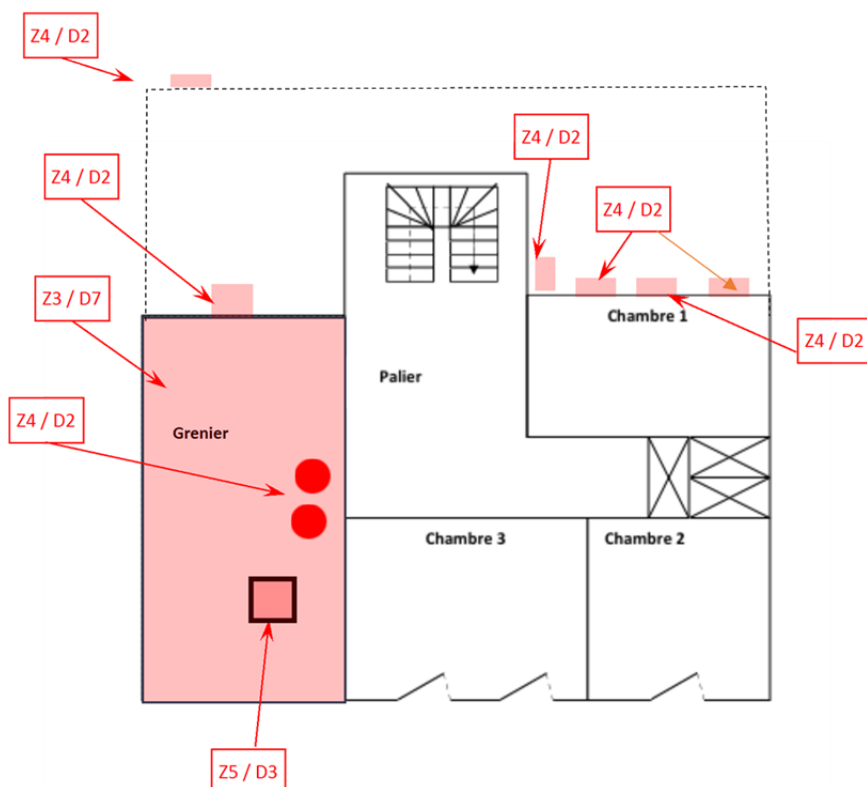 Z4 / D2
Z4 / D2
Z4 / D2
Z4 / D2
Z3 / D7
Chambre 1
Z4 / D2
Palier
Z4 / D2
Grenier
Chambre 3
Chambre 2
Z5 / D3